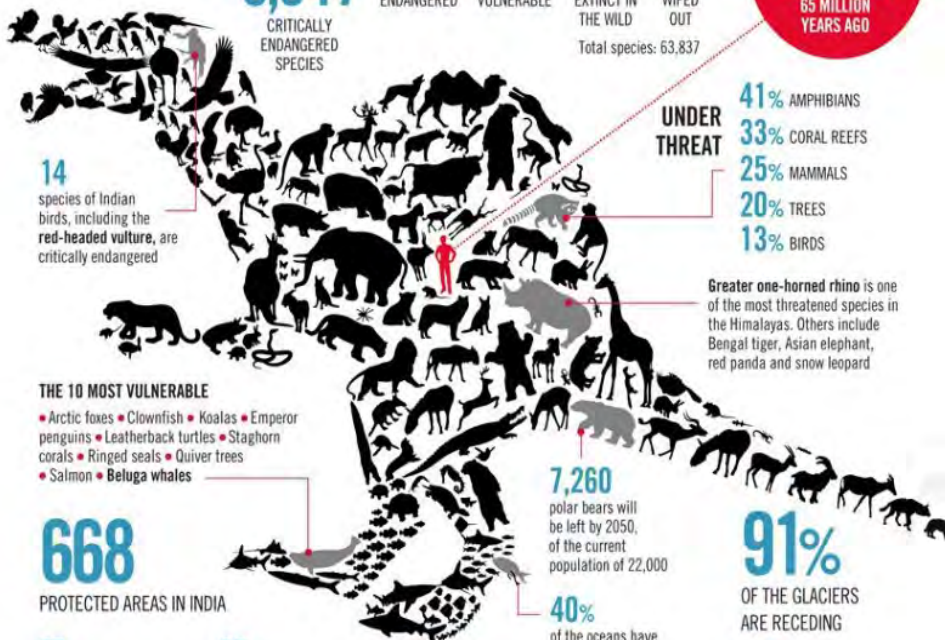 CRITICALLY
ENDANGERED
SPECIES
ENDANGERED
VULNERABLE
EXTINCT IN
THE WILD
WIPED
OUT
Total species: 63,837
65 MILLION
YEARS AGO
UNDER
THREAT
41% AMPHIBIANS
33% CORAL REEFS
25% MAMMALS
20% TREES
13% BIRDS
14
species of Indian
birds, including the
red-headed vulture, are
critically endangered
Greater one-horned rhino is one
of the most threatened species in
the Himalayas. Others include
Bengal tiger, Asian elephant,
red panda and snow leopard
THE 10 MOST VULNERABLE
• Arctic foxes • Clownfish • Koalas • Emperor
penguins • Leatherback turtles • Staghorn
corals • Ringed seals • Quiver trees
• Salmon • Beluga whales
668
PROTECTED AREAS IN INDIA
7,260
polar bears will
be left by 2050,
of the current
population of 22,000
40%
of the oceans have
91%
OF THE GLACIERS
ARE RECEDING